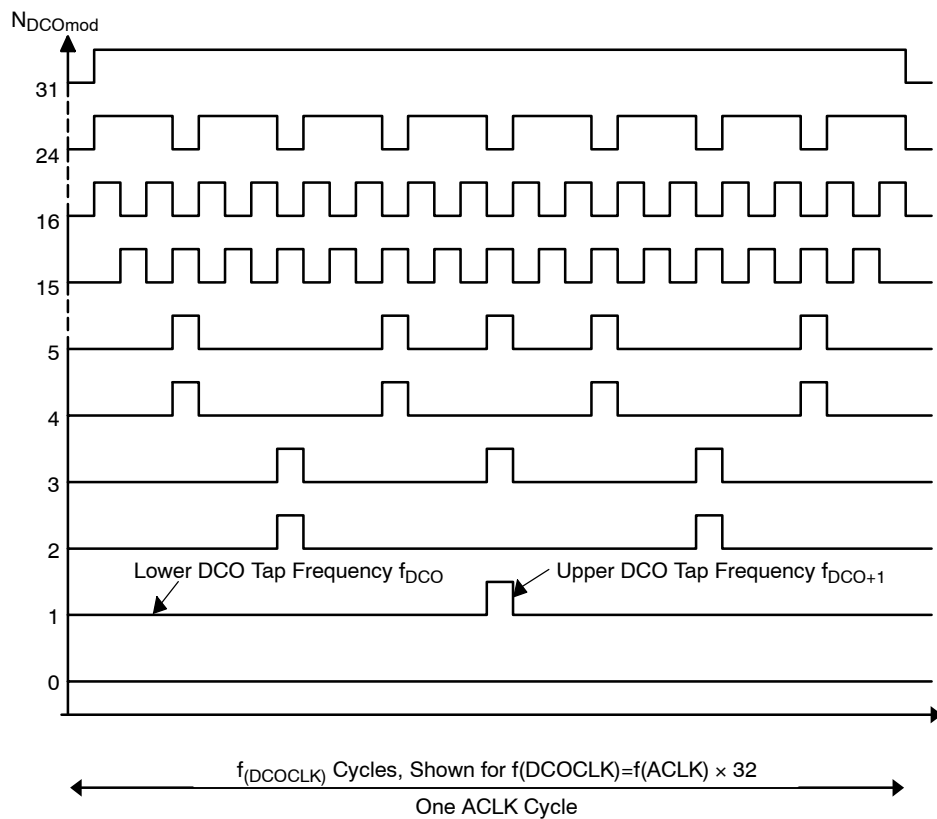 NDCOmod
31
24
16
15
5
4
3
2
Lower DCO Tap Frequency fDCO
Upper DCO Tap Frequency fDCO+1
1
0
f(DCOCLK) Cycles, Shown for f(DCOCLK)=f(ACLK) × 32
One ACLK Cycle